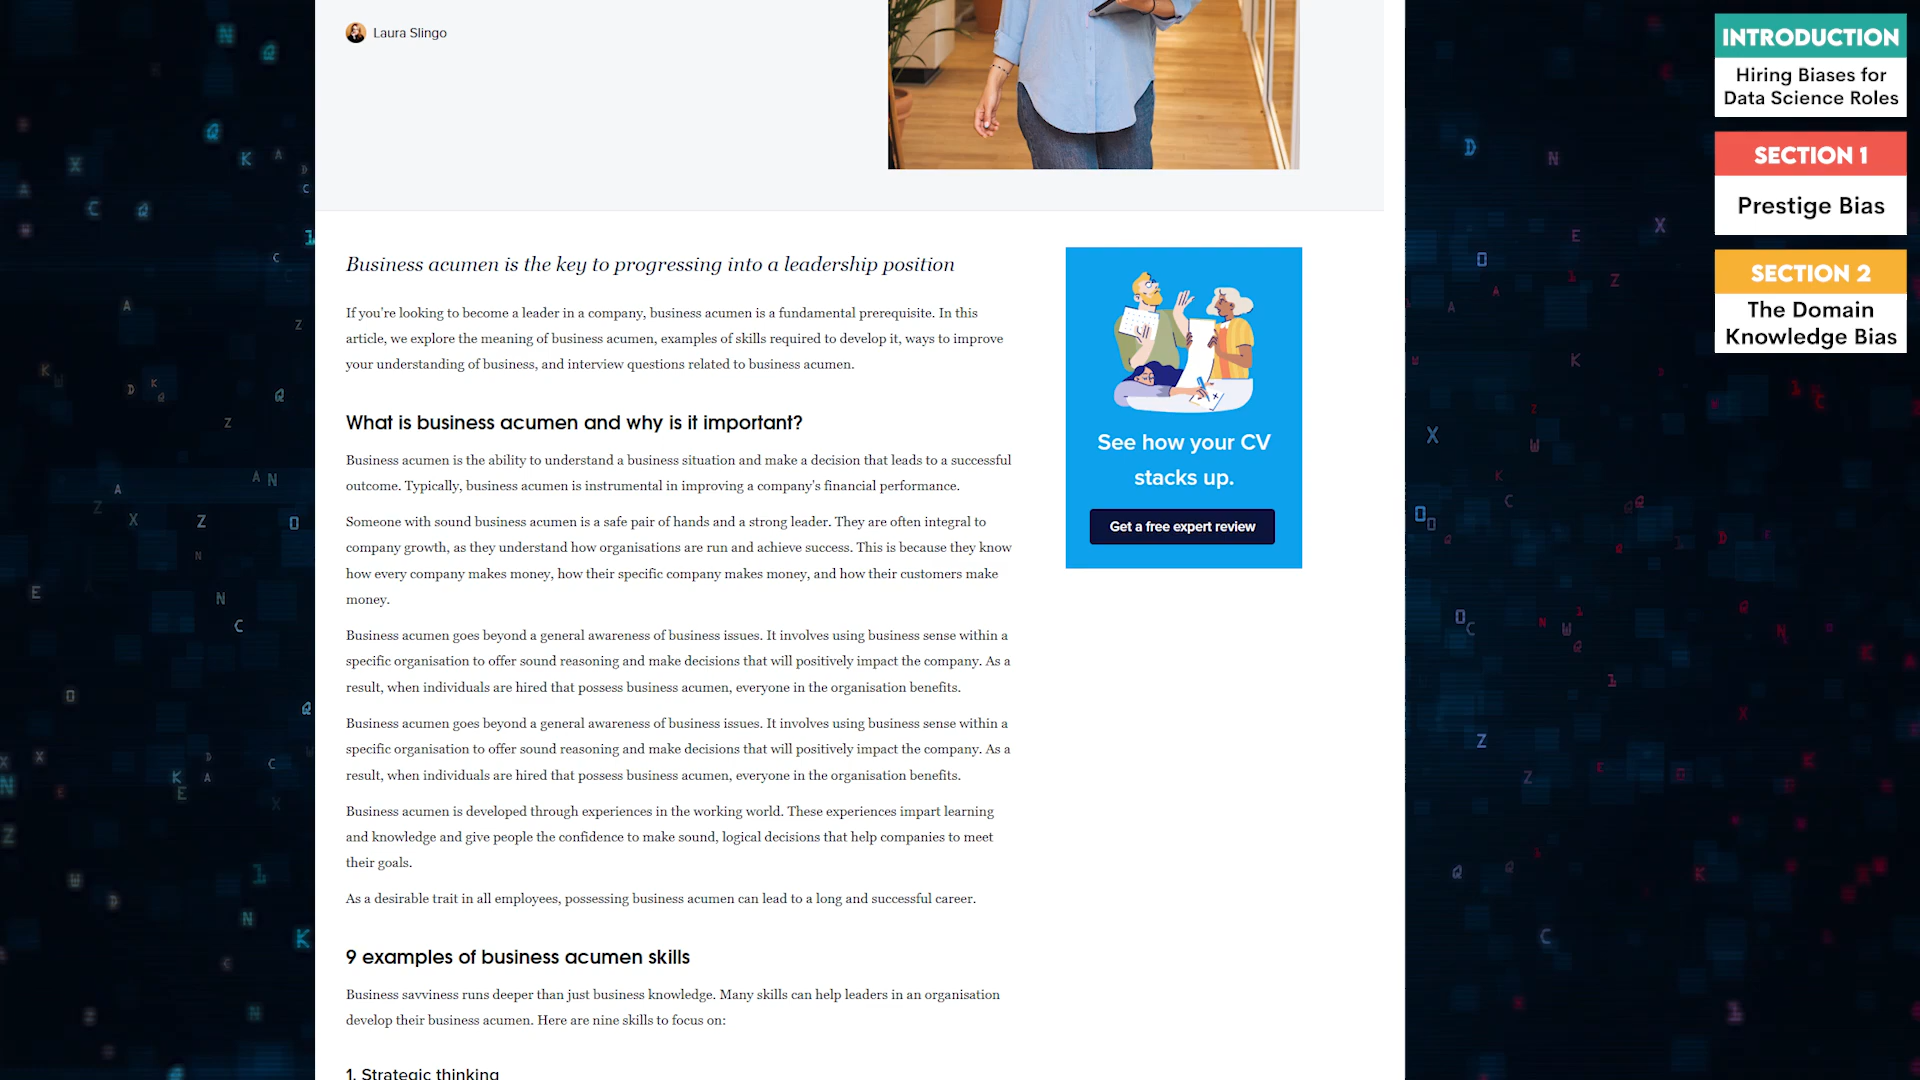 Laura Slingo
Business acumen is the key to progressing into a leadership position
If you're looking to become a leader in a company, business acumen is a fundamental prerequisite. In this
article, we explore the meaning of business acumen, examples of skills required to develop it, ways to improve
your understanding of business, and interview questions related to business acumen.
What is business acumen and why is it important?
Business acumen is the ability to understand a business situation and make a decision that leads to a successful
outcome. Typically, business acumen is instrumental in improving a company's financial performance.
Someone with sound business acumen is a safe pair of hands and a strong leader. They are often integral to
company growth, as they understand how organisations are run and achieve success. This is because they know
how every company makes money, how their specific company makes money, and how their customers make
money.
Business acumen goes beyond a general awareness of business issues. It involves using business sense within a
specific organisation to offer sound reasoning and make decisions that will positively impact the company. As a
result, when individuals are hired that possess business acumen, everyone in the organisation benefits.
Business acumen goes beyond a general awareness of business issues. It involves using business sense within a
specific organisation to offer sound reasoning and make decisions that will positively impact the company. As a
result, when individuals are hired that possess business acumen, everyone in the organisation benefits.
Business acumen is developed through experiences in the working world. These experiences impart learning
and knowledge and give people the confidence to make sound, logical decisions that help companies to meet
their goals.
As a desirable trait in all employees, possessing business acumen can lead to a long and successful career.
9 examples of business acumen skills
Business savviness runs deeper than just business knowledge. Many skills can help leaders in an organisation
develop their business acumen. Here are nine skills to focus on:
1. Strategic thinking
See how your CV
stacks up.
Get a free expert review
INTRODUCTION
Hiring Biases for
Data Science Roles
SECTION 1
Prestige Bias
SECTION 2
The Domain
Knowledge Bias